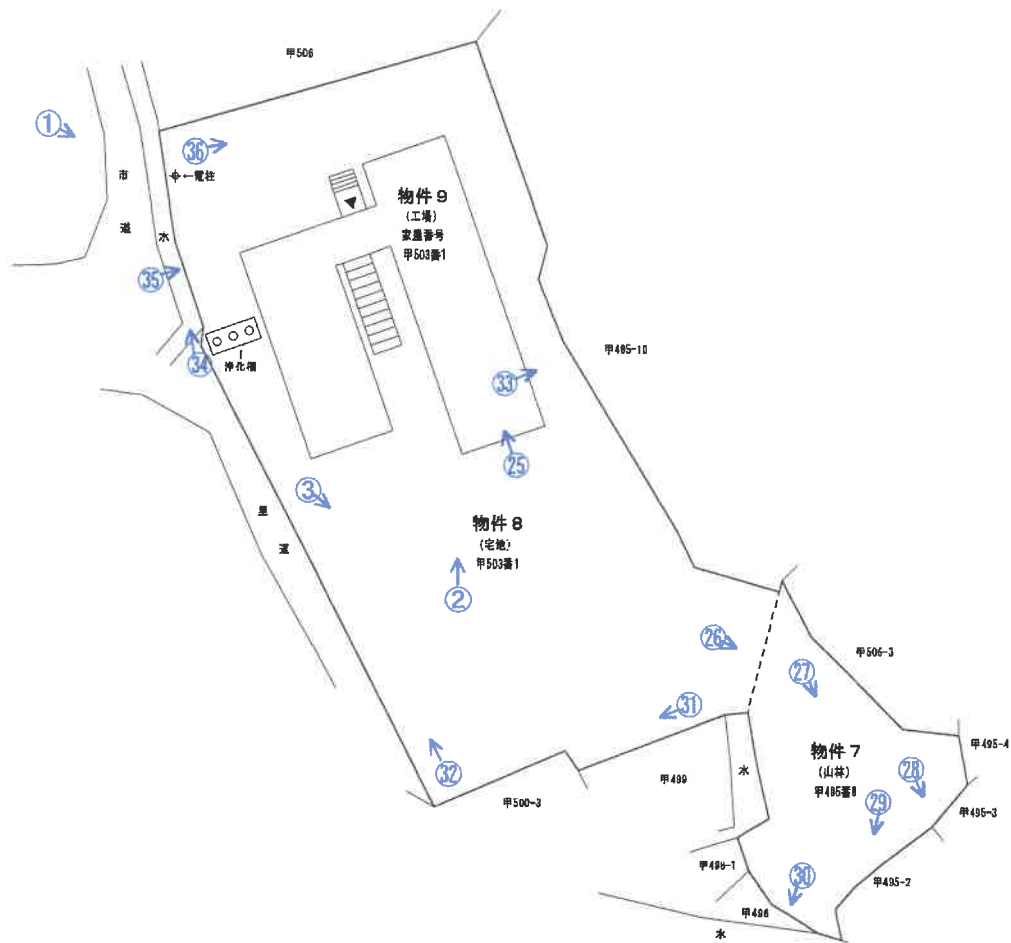 甲506
①
㊱
←電柱
市
道
水
物件9
(工場)
家屋番号
甲503番1
㉟
㉞
浄化槽
甲495-10
㉝
㉕
③
里
道
物件8
(宅地)
甲503番1
②
㉖
甲506-3
㉗
㉛
物件7
(山林)
甲495番8
甲495-4
㉘
㉜
甲499
水
甲500-3
㉙
甲495-3
甲498-1
㉚
甲495-2
甲496
水